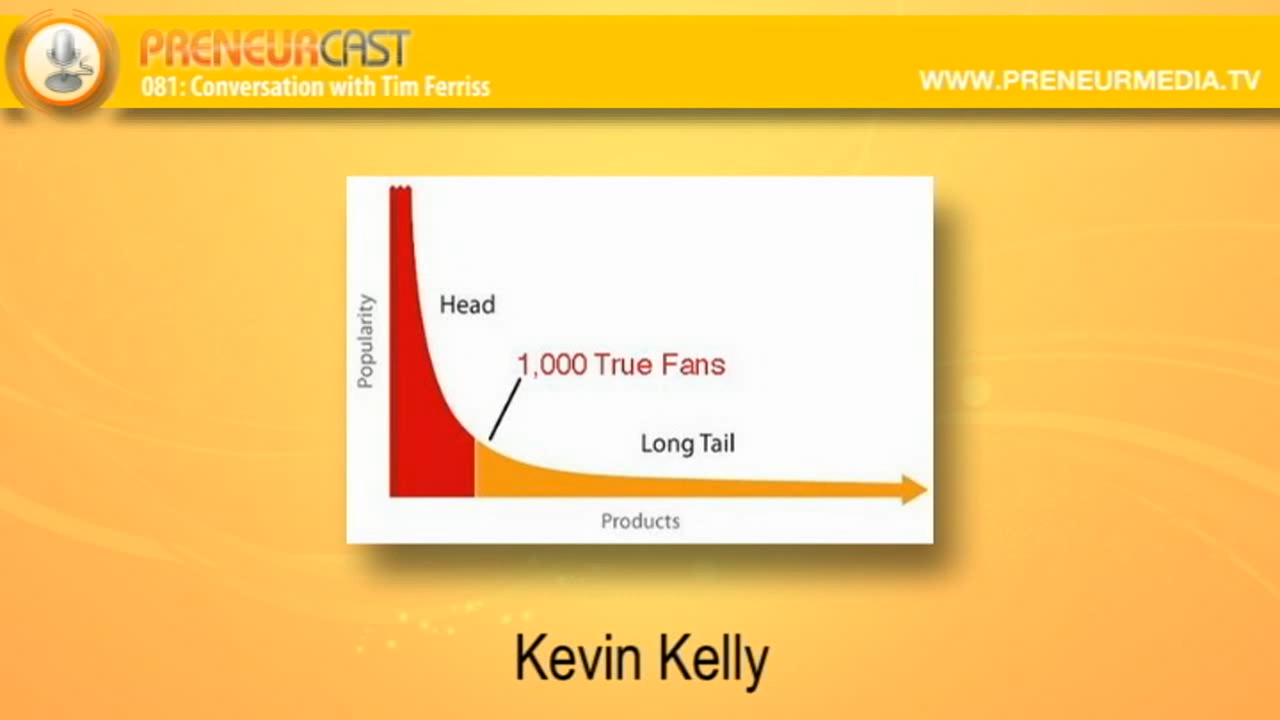 PRENEURCAST
081: Conversation with Tim Ferriss
WWW.PRENEURMEDIA.TV
Popularity
Head
1,000 True Fans
Long Tail
Products
Kevin Kelly